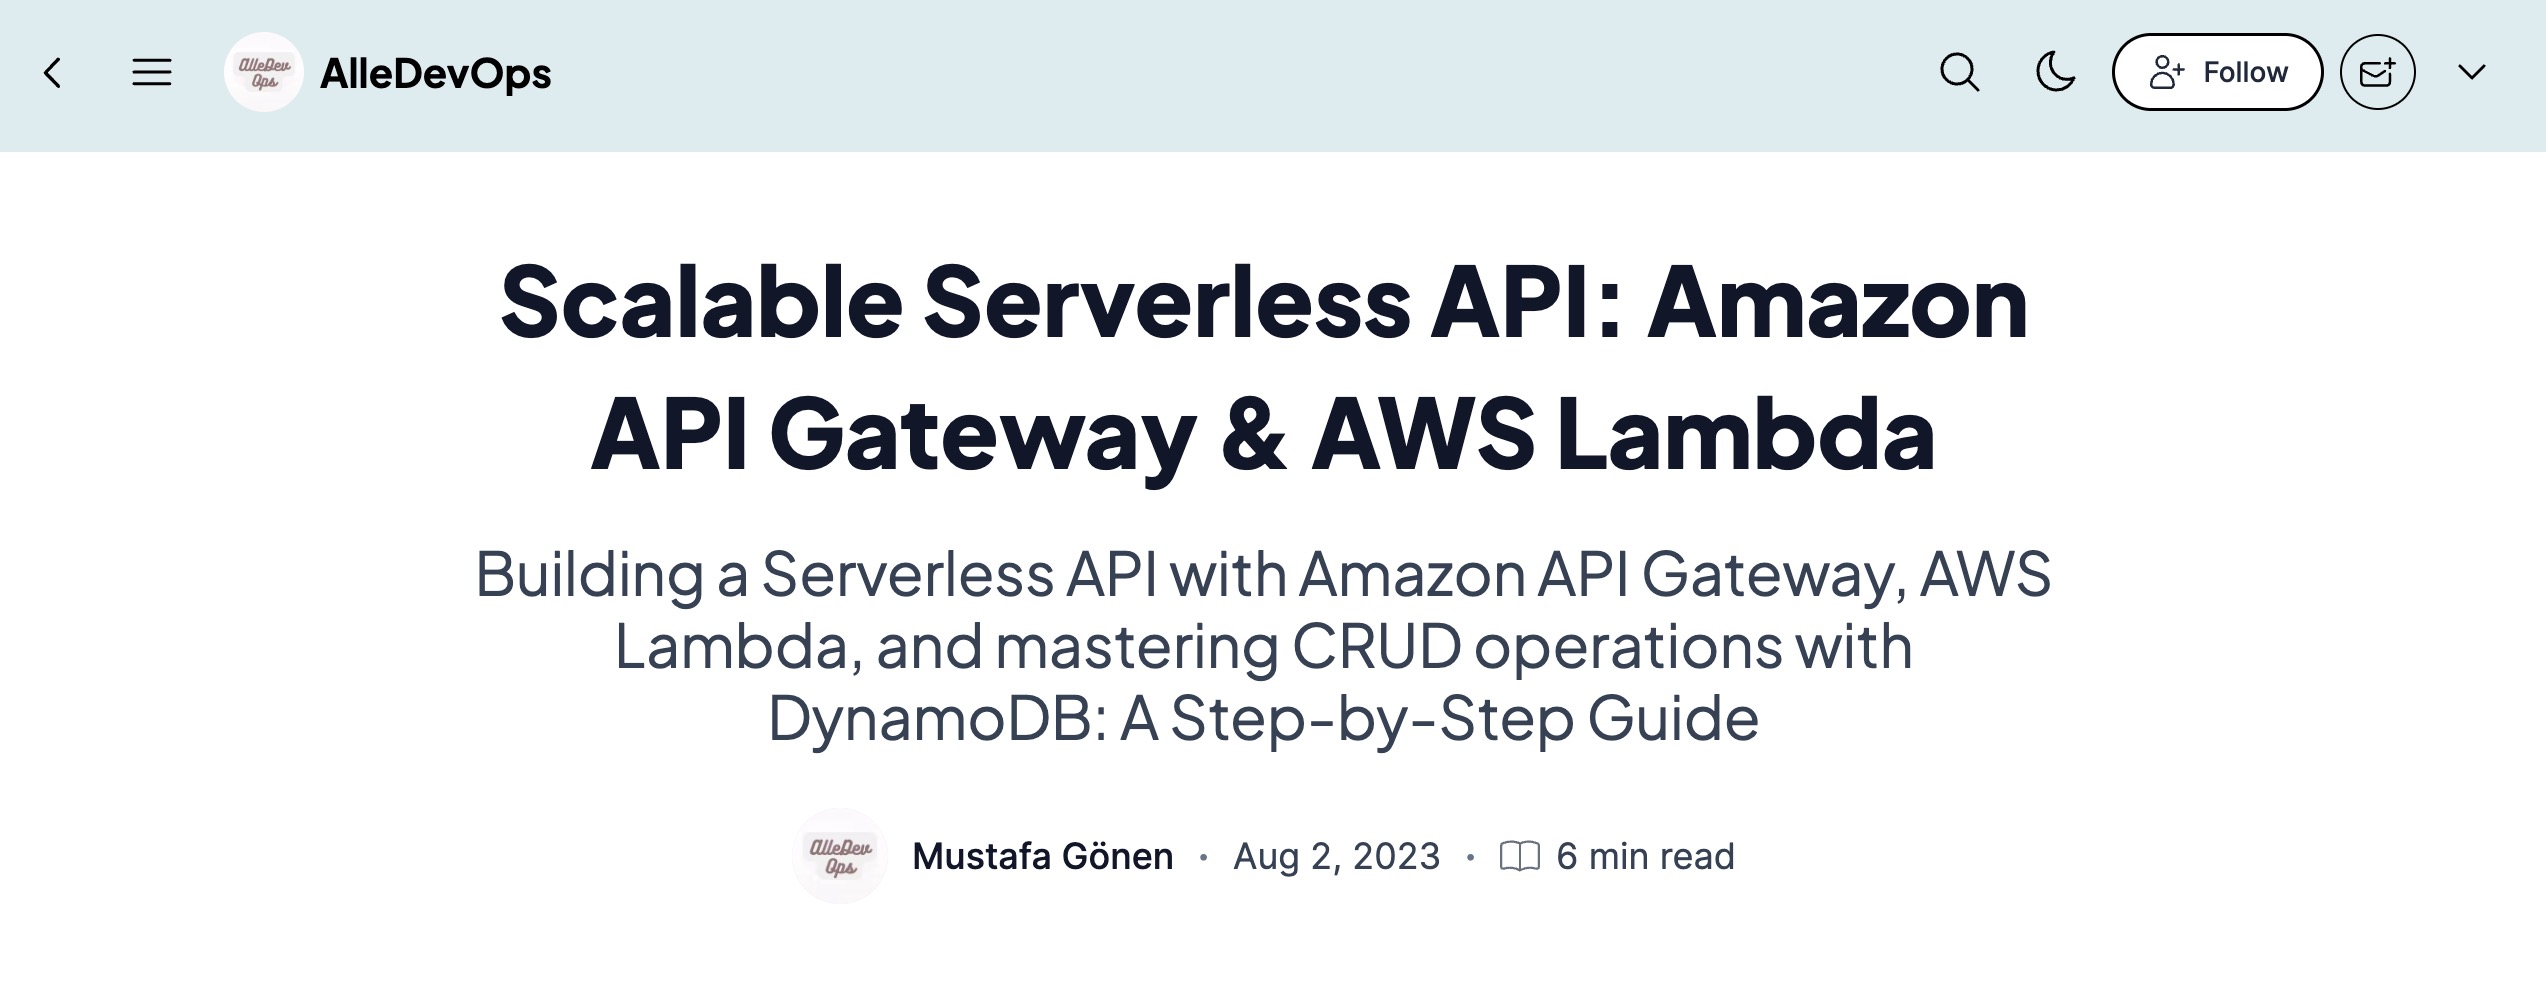 AlleDev
Ops
AlleDevOps
Follow
Scalable Serverless API: Amazon
API Gateway & AWS Lambda
Building a Serverless API with Amazon API Gateway, AWS
Lambda, and mastering CRUD operations with
DynamoDB: A Step-by-Step Guide
AlleDev
Ops
Mustafa Gönen · Aug 2, 2023 · 6 min read